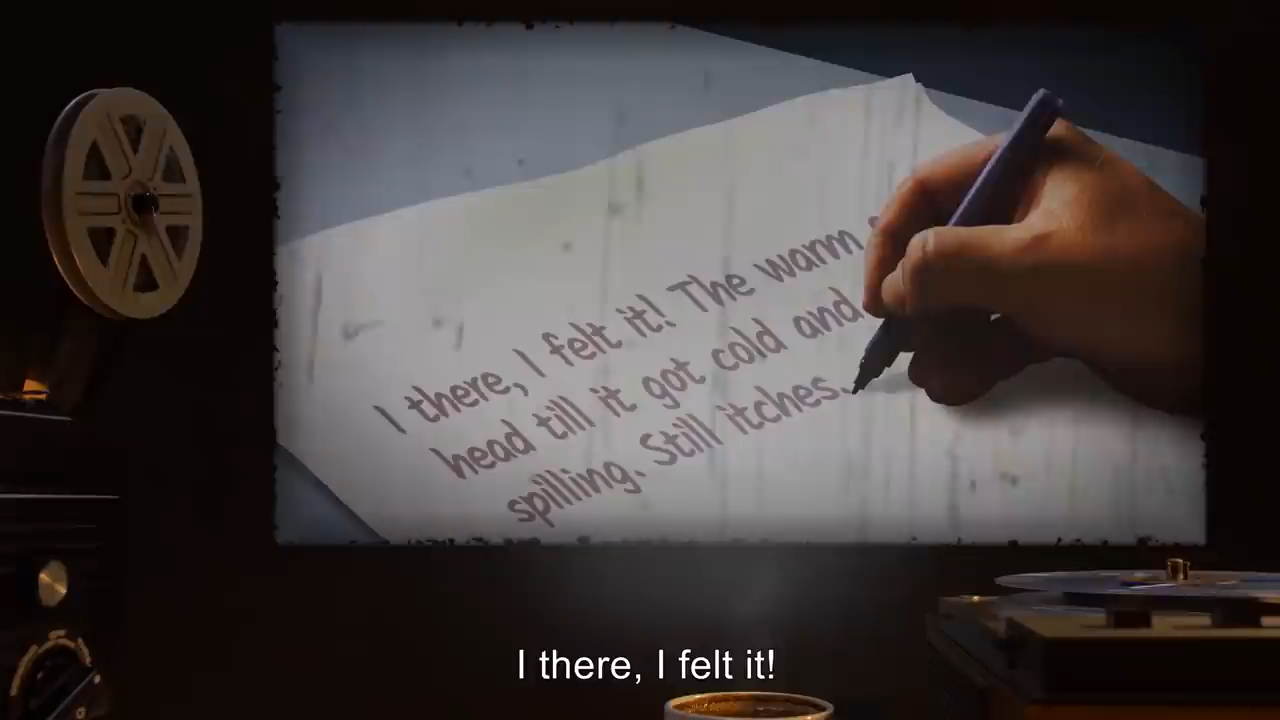 I there, I felt it! The warm
head till it got cold and
spilling. Still itches.
I there, I felt it!